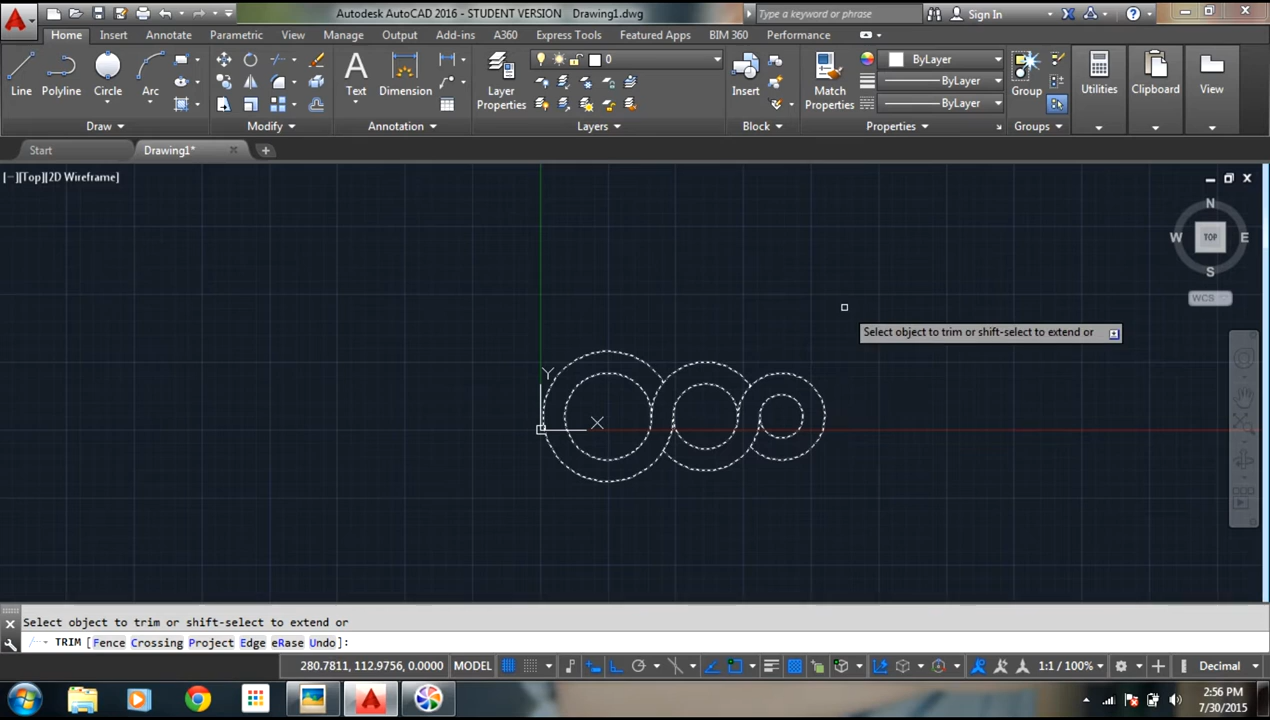 Autodesk AutoCAD 2016 - STUDENT VERSION Drawing1.dwg
Type a keyword or phrase
Sign In
Home Insert Annotate Parametric View Manage Output Add-ins A360 Express Tools Featured Apps BIM 360 Performance
Line Polyline Circle Arc
Text Dimension
Layer Properties
0
Insert
Match Properties
ByLayer
ByLayer
ByLayer
Group Utilities Clipboard View
Draw Modify Annotation Layers Block Properties Groups
Start Drawing1*
[−][Top][2D Wireframe]
N
W TOP E
S
WCS
Y
Select object to trim or shift-select to extend or
Select object to trim or shift-select to extend or
TRIM [Fence Crossing Project Edge eRase Undo]:
280.7811, 112.9756, 0.0000 MODEL 1:1 / 100% Decimal
2:56 PM
7/30/2015